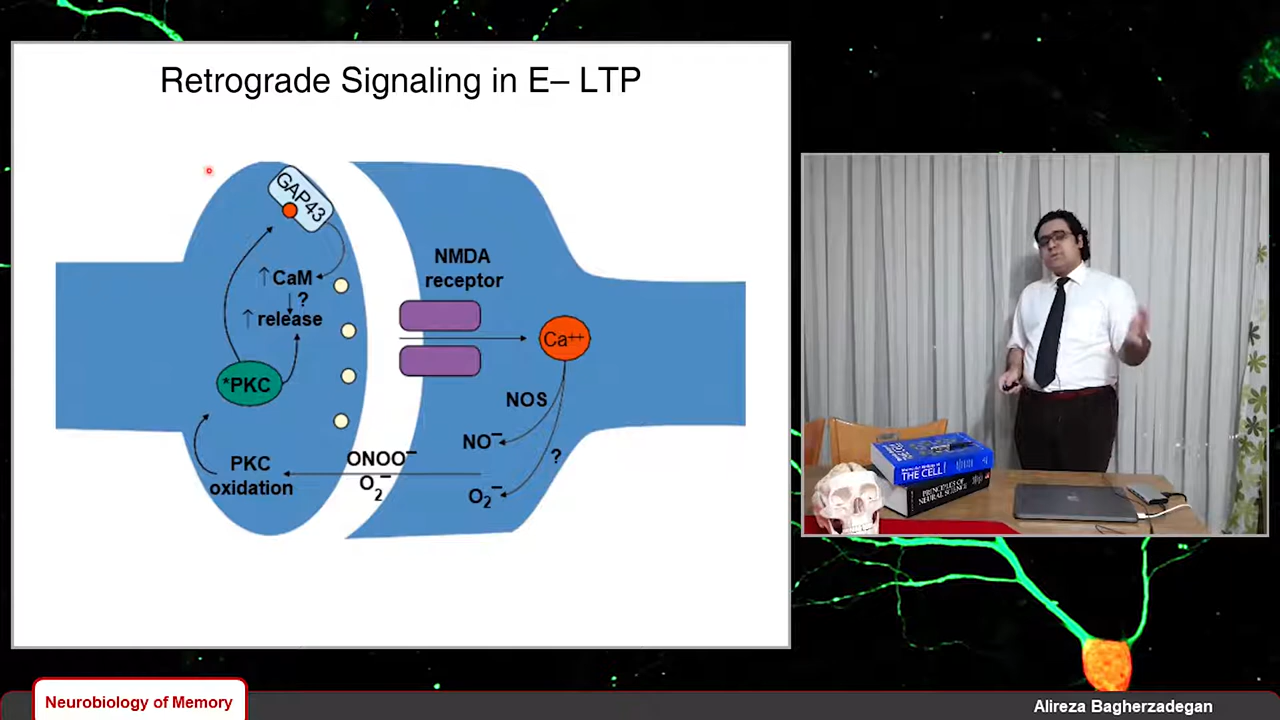 Retrograde Signaling in E– LTP
GAP43
↑CaM
↓?
↑release
*PKC
PKC
oxidation
ONOO⁻
O₂⁻
NMDA
receptor
Ca⁺⁺
NOS
NO⁻
?
O₂⁻
THE CELL
PRINCIPLES OF
NEURAL SCIENCE
Neurobiology of Memory
Alireza Bagherzadegan